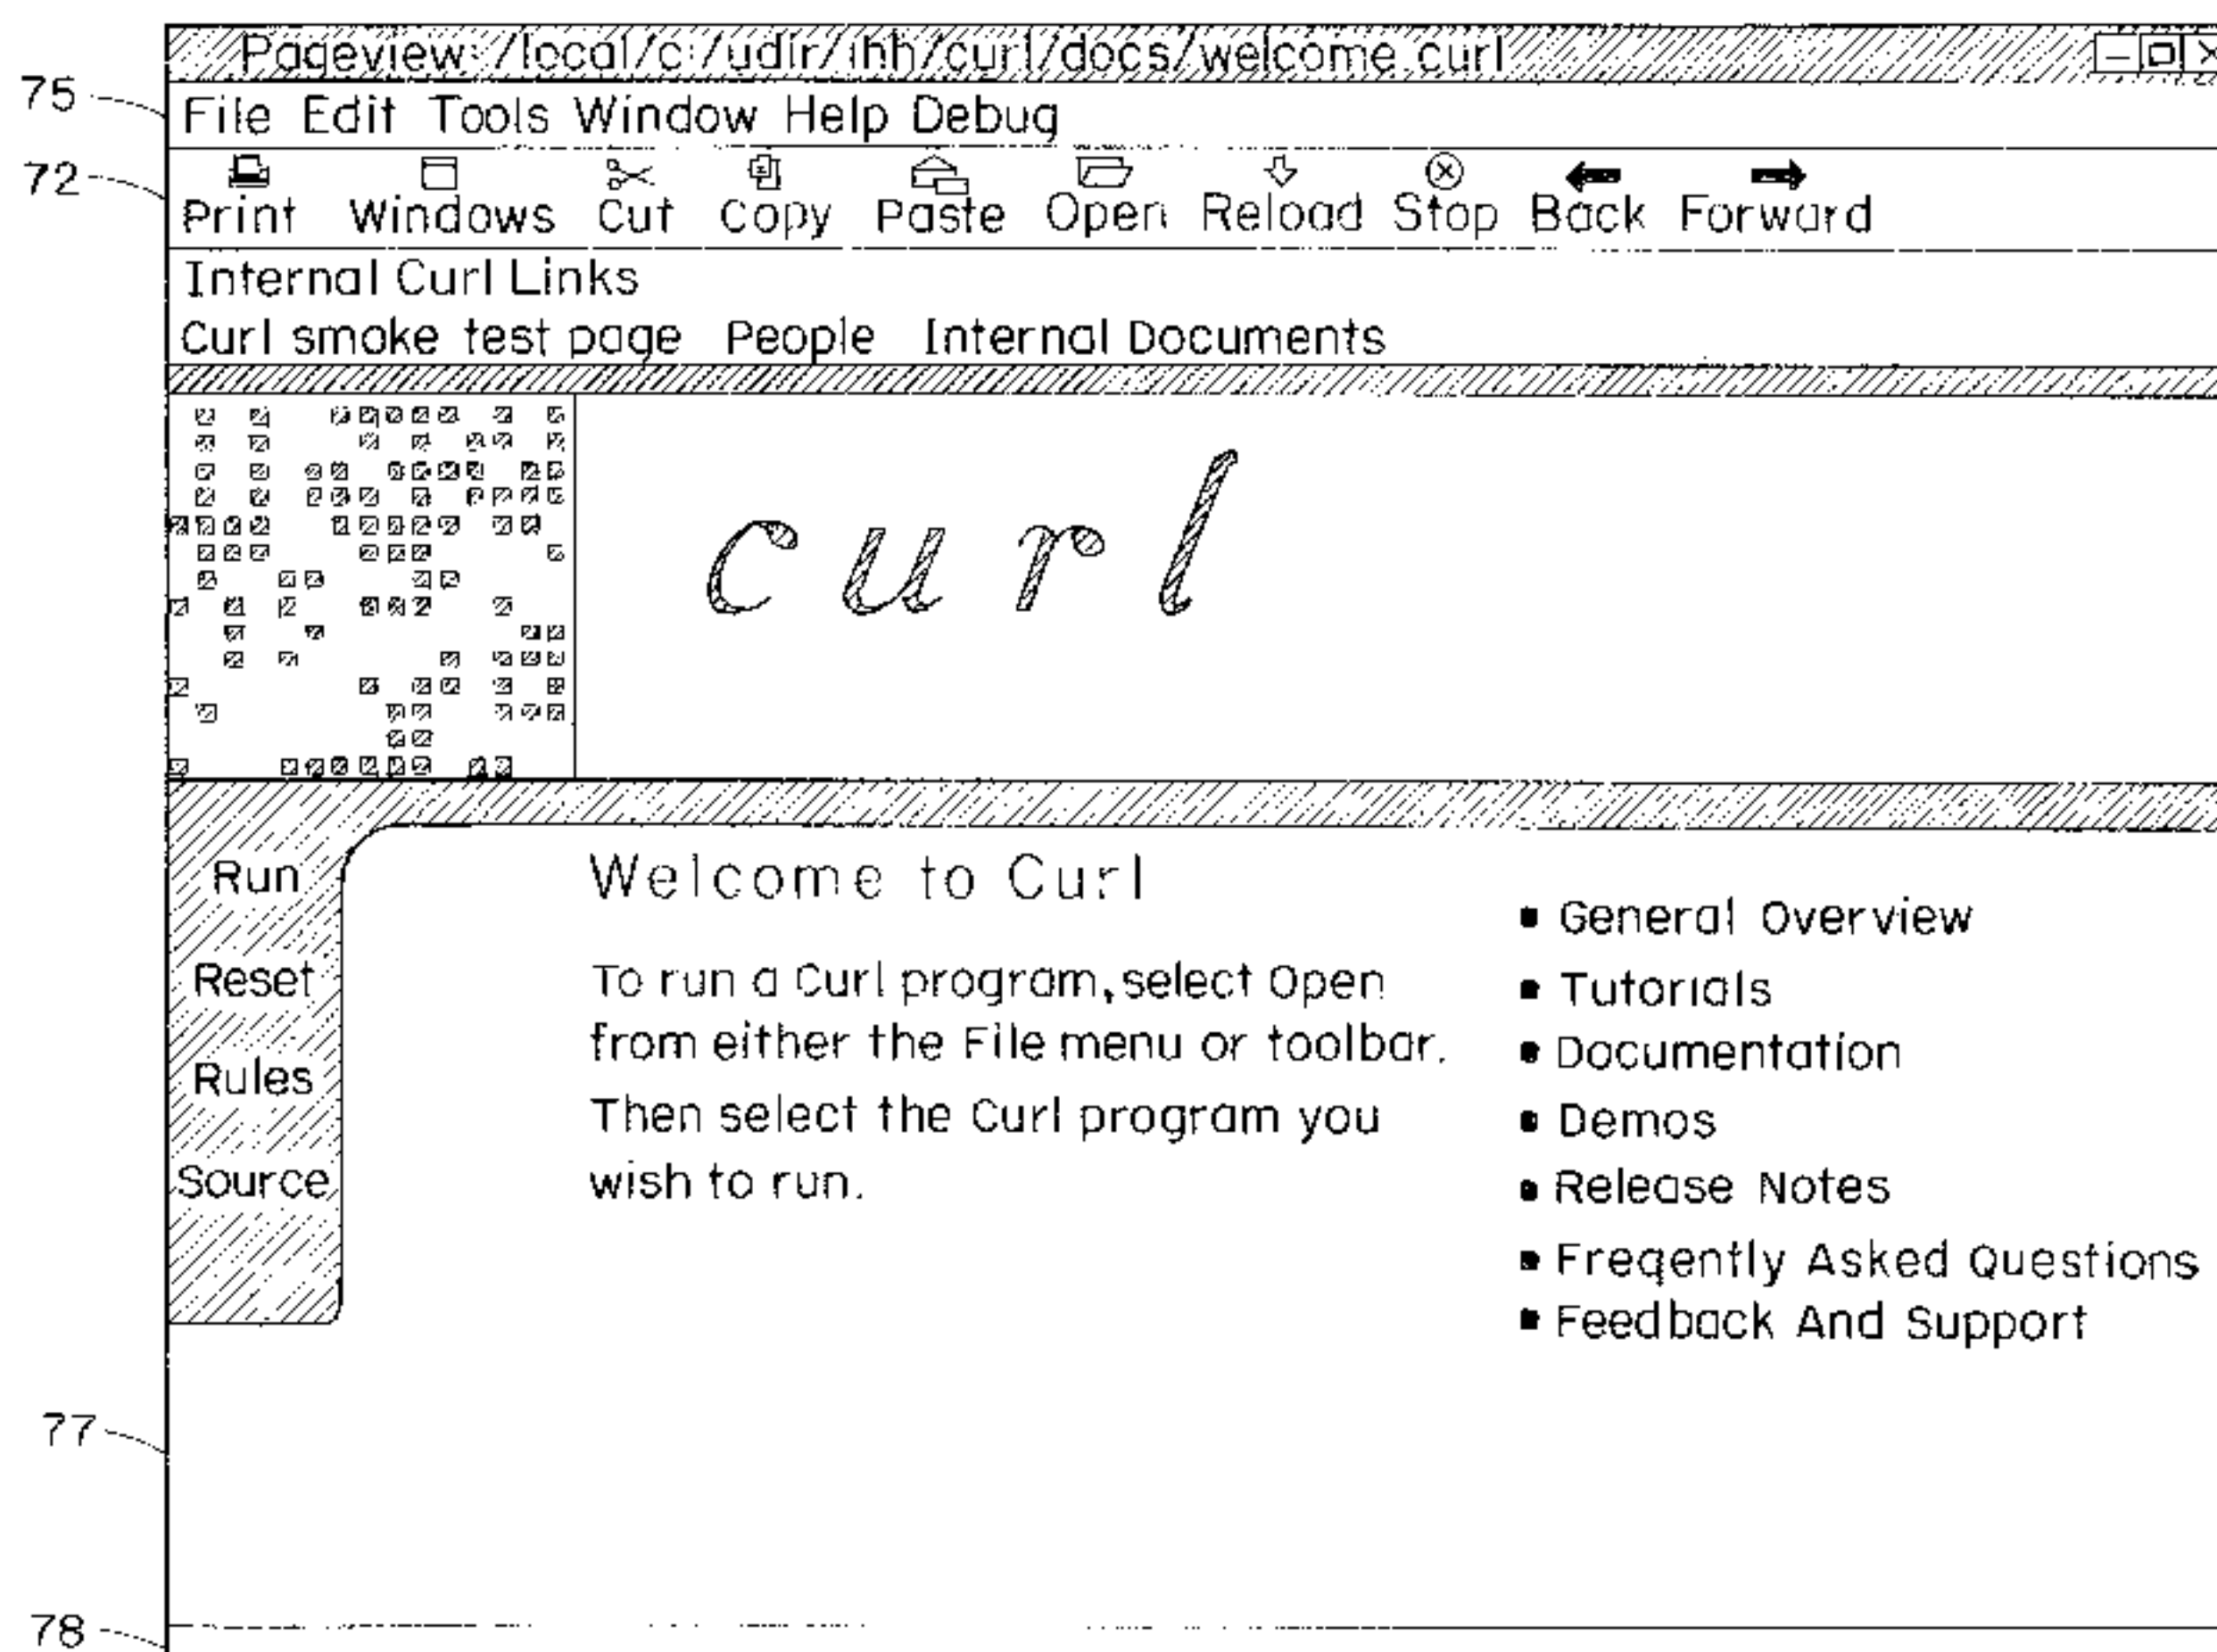 Pageview:/local/c:/udir/ihh/curl/docs/welcome.curl
75
File Edit Tools Window Help Debug
72
Print Windows Cut Copy Paste Open Reload Stop Back Forward
Internal Curl Links
Curl smoke test page People Internal Documents
curl
Run
Reset
Rules
Source
Welcome to Curl
To run a Curl program, select Open
from either the File menu or toolbar.
Then select the Curl program you
wish to run.
General Overview
Tutorials
Documentation
Demos
Release Notes
Freqently Asked Questions
Feedback And Support
77
78